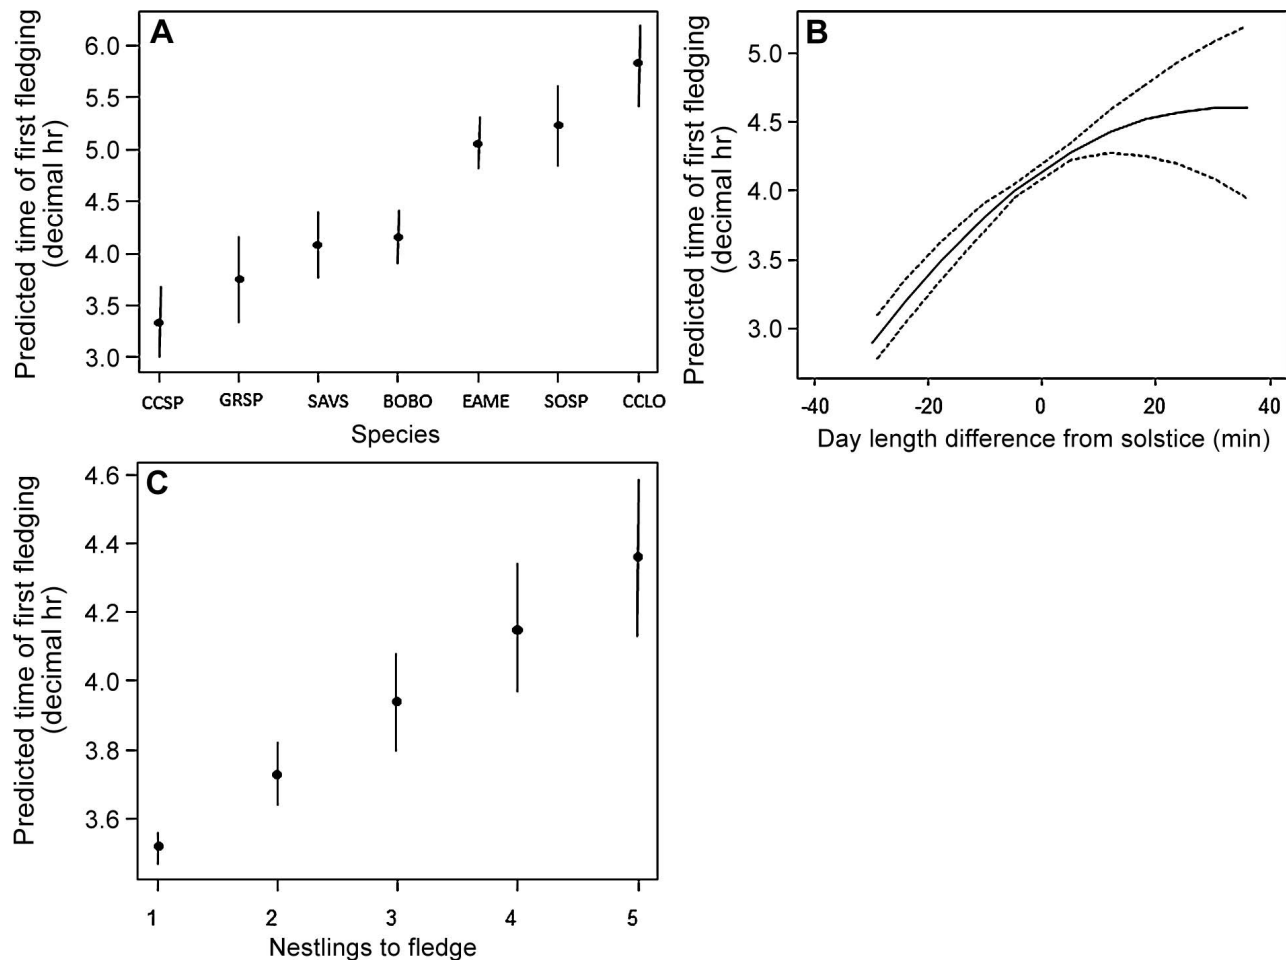 A
Predicted time of first fledging
(decimal hr)
6.0
5.5
5.0
4.5
4.0
3.5
3.0
CCSP GRSP SAVS BOBO EAME SOSP CCLO
Species
B
Predicted time of first fledging
(decimal hr)
5.0
4.5
4.0
3.5
3.0
-40 -20 0 20 40
Day length difference from solstice (min)
C
Predicted time of first fledging
(decimal hr)
4.6
4.4
4.2
4.0
3.8
3.6
1 2 3 4 5
Nestlings to fledge